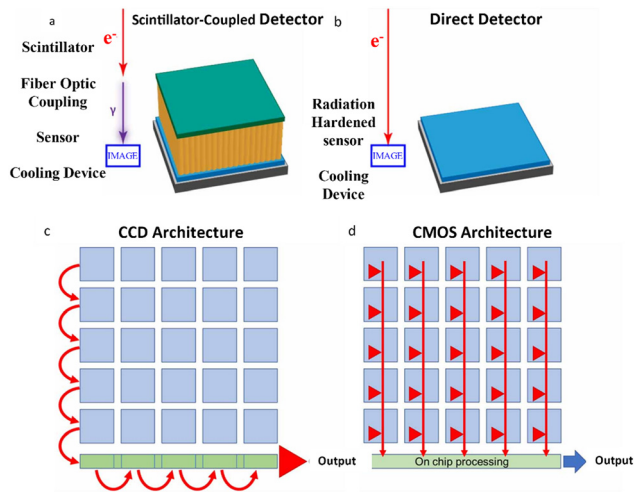 a
Scintillator-Coupled Detector
e-
Scintillator
Fiber Optic
Coupling
γ
Sensor
IMAGE
Cooling Device
b
Direct Detector
e-
Radiation
Hardened
sensor
IMAGE
Cooling
Device
c
CCD Architecture
Output
d
CMOS Architecture
On chip processing
Output